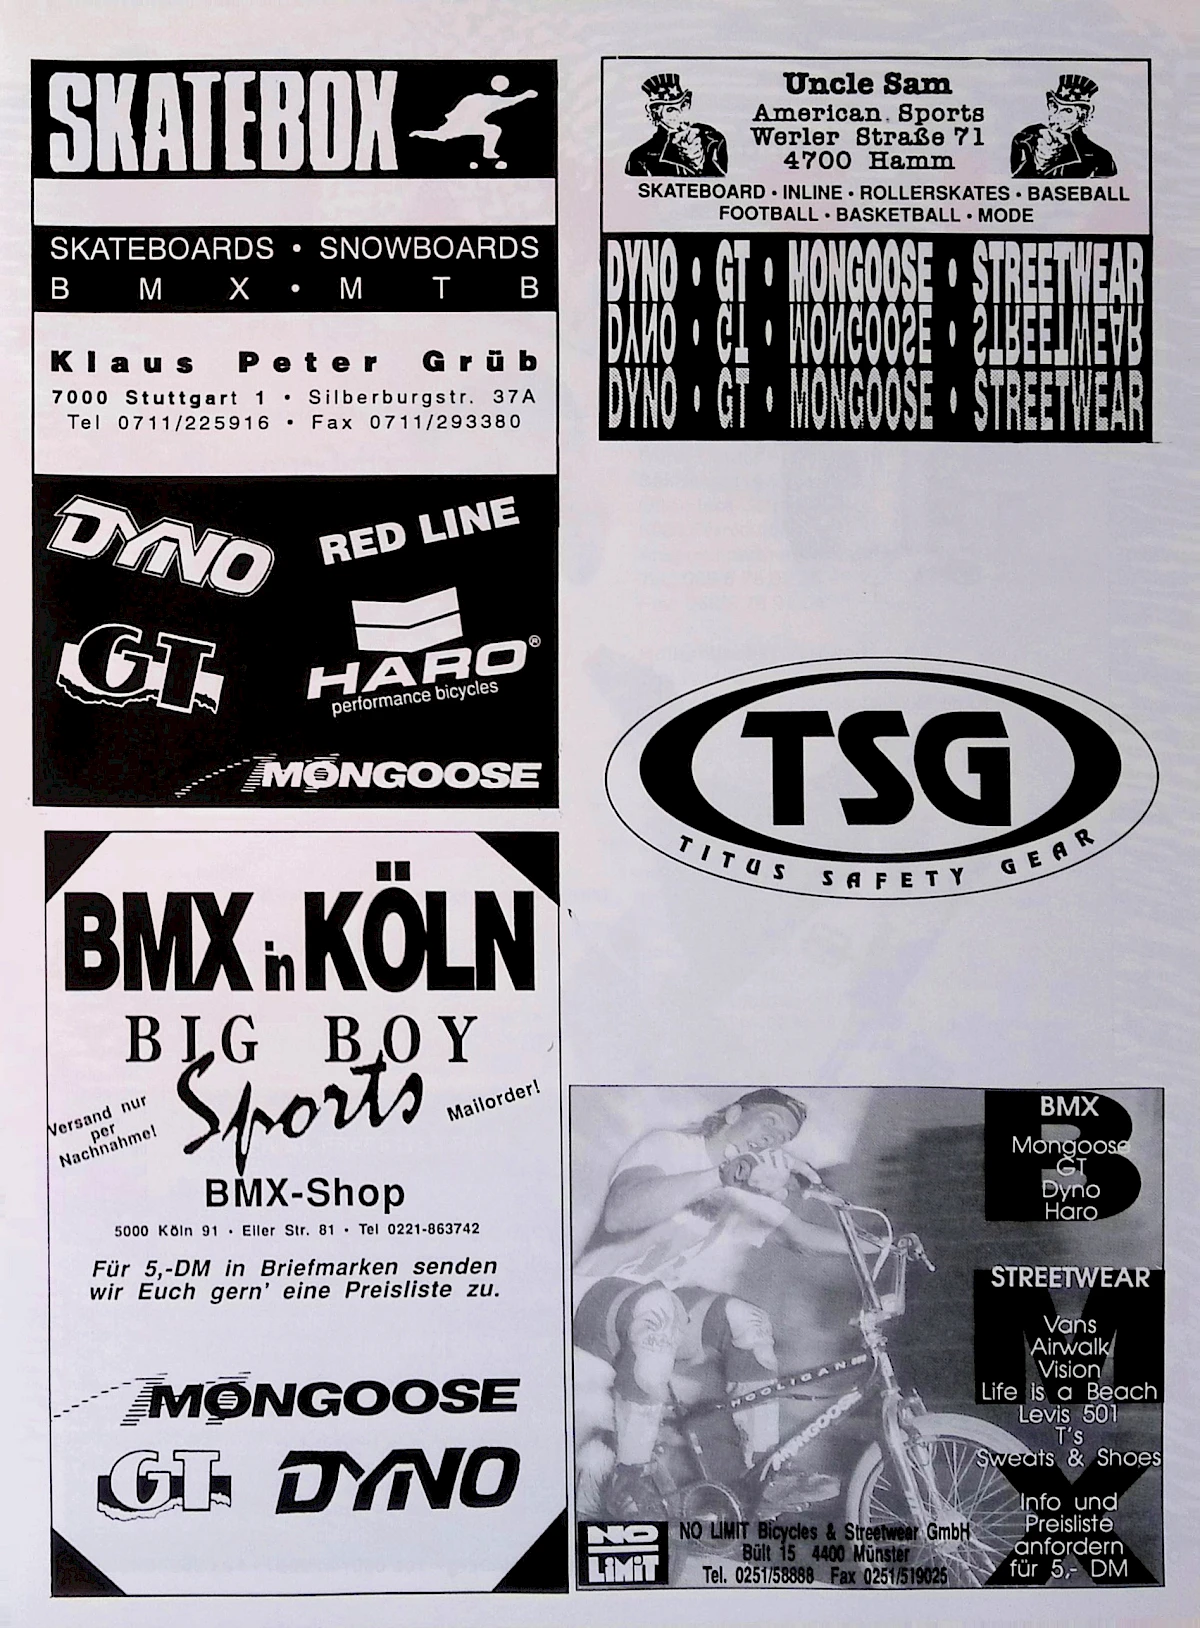 SKATEBOX
SKATEBOARDS • SNOWBOARDS
B M X • M T B
Klaus Peter Grüb
7000 Stuttgart 1 • Silberburgstr. 37A
Tel 0711/225916 • Fax 0711/293380
DYNO
RED LINE
GT
HARO®
performance bicycles
MONGOOSE
Uncle Sam
American Sports
Werler Straße 71
4700 Hamm
SKATEBOARD • INLINE • ROLLERSKATES • BASEBALL
FOOTBALL • BASKETBALL • MODE
DYNO • GT • MONGOOSE • STREETWEAR
DYNO • GT • MONGOOSE • STREETWEAR
DYNO • GT • MONGOOSE • STREETWEAR
TSG
TITUS SAFETY GEAR
BMX in KÖLN
BIG BOY
Sports
Versand nur
per
Nachnahme!
Mailorder!
BMX-Shop
5000 Köln 91 • Eller Str. 81 • Tel 0221-863742
Für 5,-DM in Briefmarken senden
wir Euch gern' eine Preisliste zu.
MONGOOSE
GT DYNO
BMX
BMX
Mongoose
GT
Dyno
Haro
STREETWEAR
Vans
Airwalk
Vision
Life is a Beach
Levis 501
T's
Sweats & Shoes
Info und
Preisliste
anfordern
für 5,- DM
HOOLIGAN
MONGOOSE
NO LIMIT
NO LIMIT Bicycles & Streetwear GmbH
Bült 15 4400 Münster
Tel. 0251/58888 Fax 0251/519025